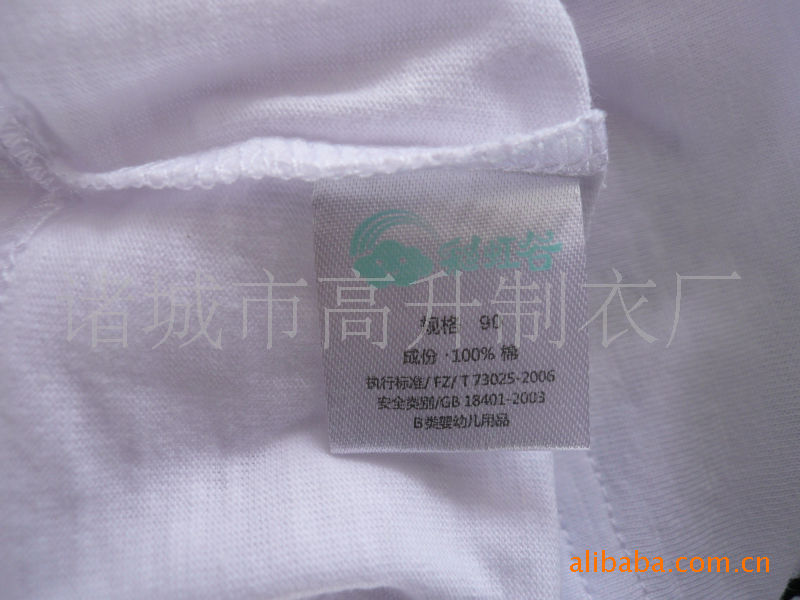 诸城市高升制衣厂
规格 90
成份·100% 棉
执行标准/ FZ/ T 73025-2006
安全类别/GB 18401-2003
B类婴幼儿用品
alibaba.com.cn